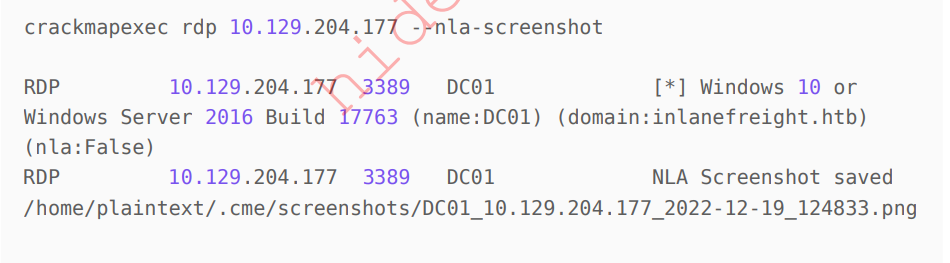 crackmapexec rdp 10.129.204.177 --nla-screenshot
RDP 10.129.204.177 3389 DC01 [*] Windows 10 or
Windows Server 2016 Build 17763 (name:DC01) (domain:inlanefreight.htb)
(nla:False)
RDP 10.129.204.177 3389 DC01 NLA Screenshot saved
/home/plaintext/.cme/screenshots/DC01_10.129.204.177_2022-12-19_124833.png
hide